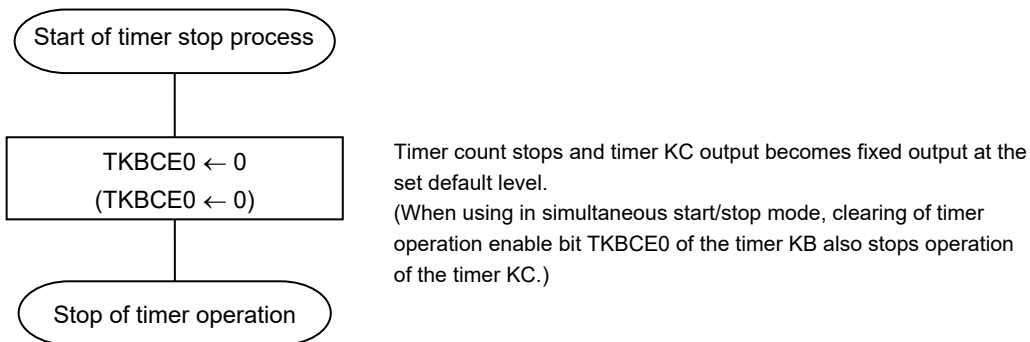 Start of timer stop process
TKBCE0 ← 0
(TKBCE0 ← 0)
Timer count stops and timer KC output becomes fixed output at the
set default level.
(When using in simultaneous start/stop mode, clearing of timer
operation enable bit TKBCE0 of the timer KB also stops operation
of the timer KC.)
Stop of timer operation